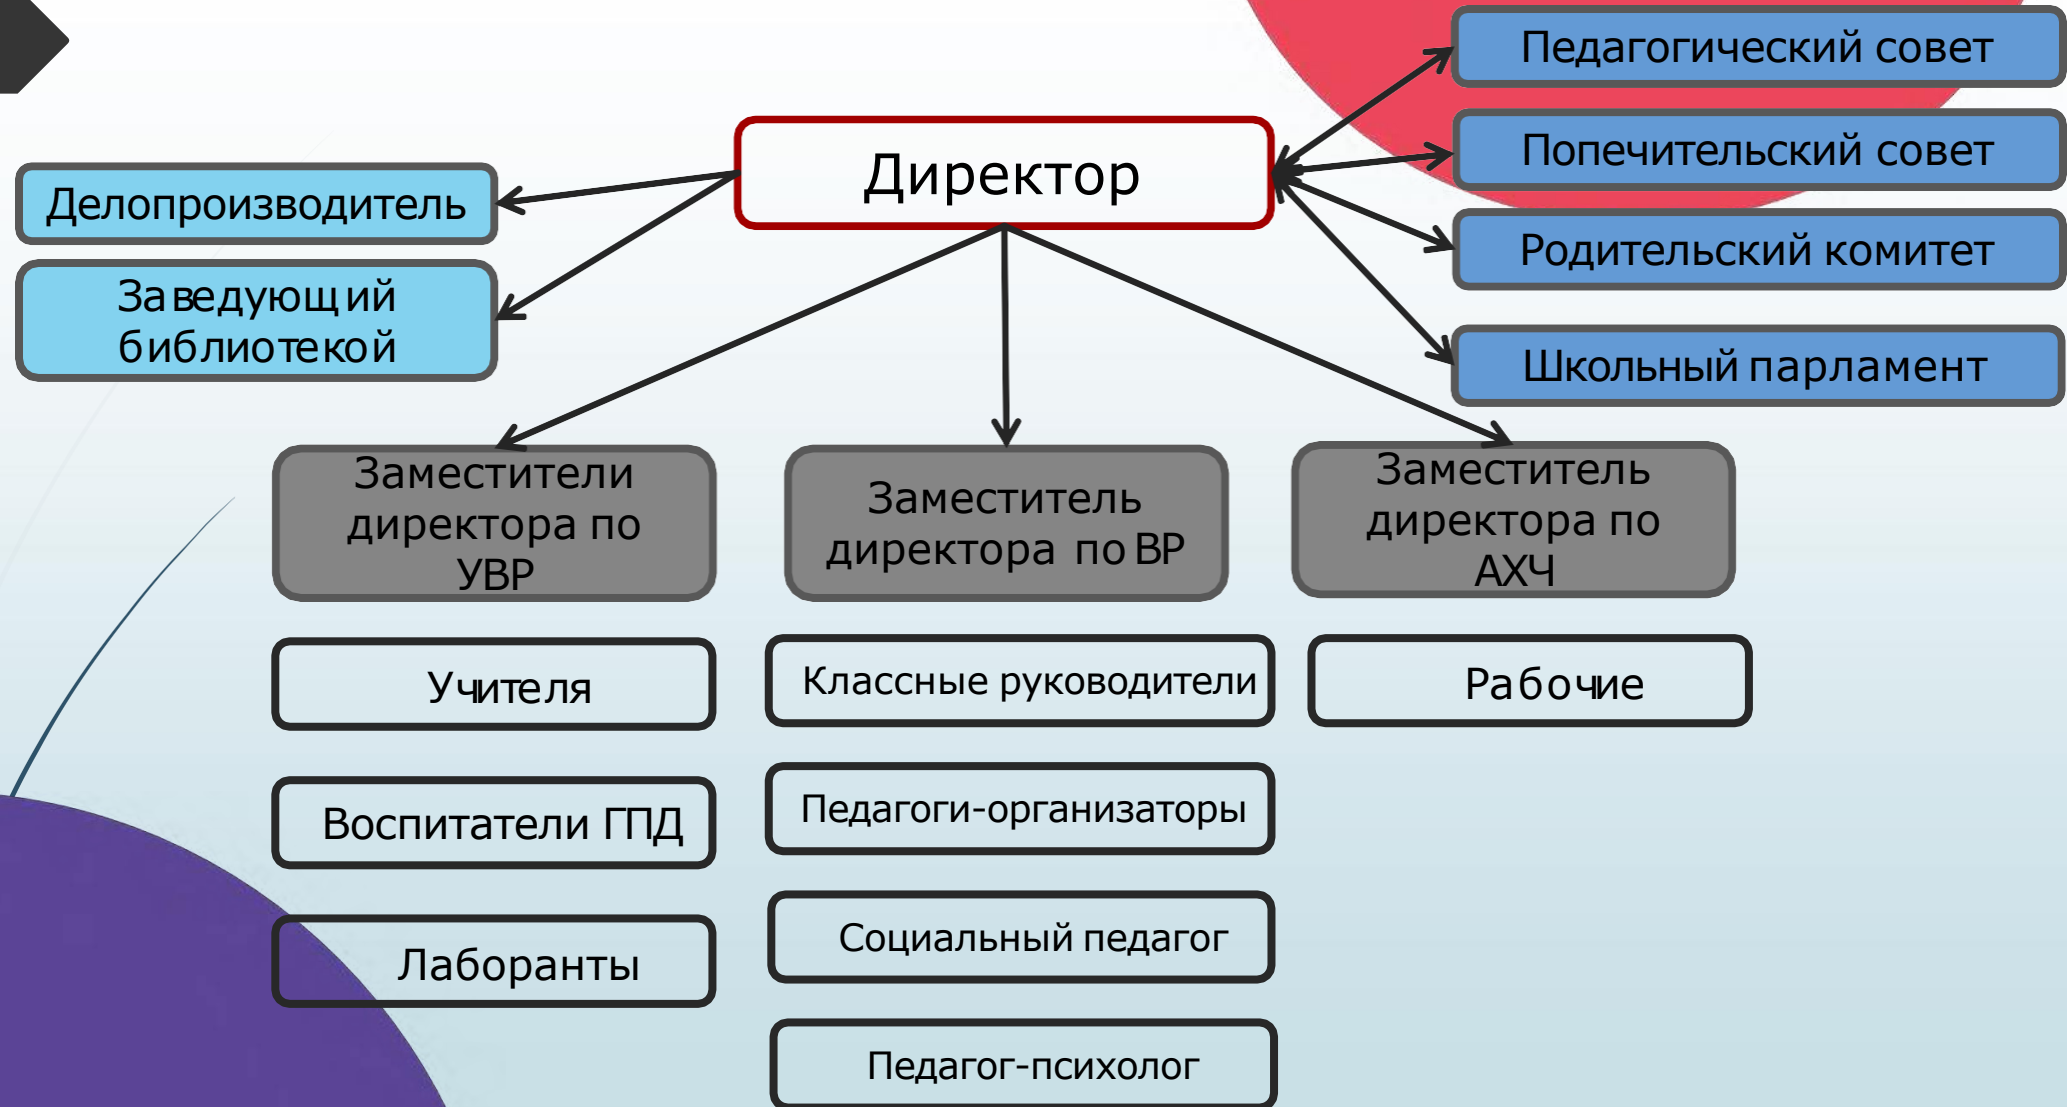 Педагогический совет
Попечительский совет
Директор
Делопроизводитель
Родительский комитет
Заведующий
библиотекой
Школьный парламент
Заместители
директора по
УВР
Заместитель
директора по ВР
Заместитель
директора по
АХЧ
Учителя
Классные руководители
Рабочие
Воспитатели ГПД
Педагоги-организаторы
Лаборанты
Социальный педагог
Педагог-психолог